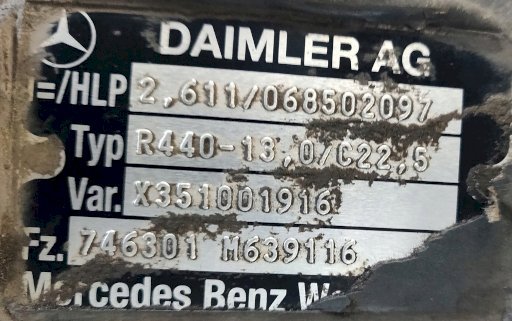 DAIMLER AG
i=/HLP 2,611/068502097
Typ R440-13,0/C22,5
Var. X351001916
Fz. 746301 M639116
Mercedes Benz